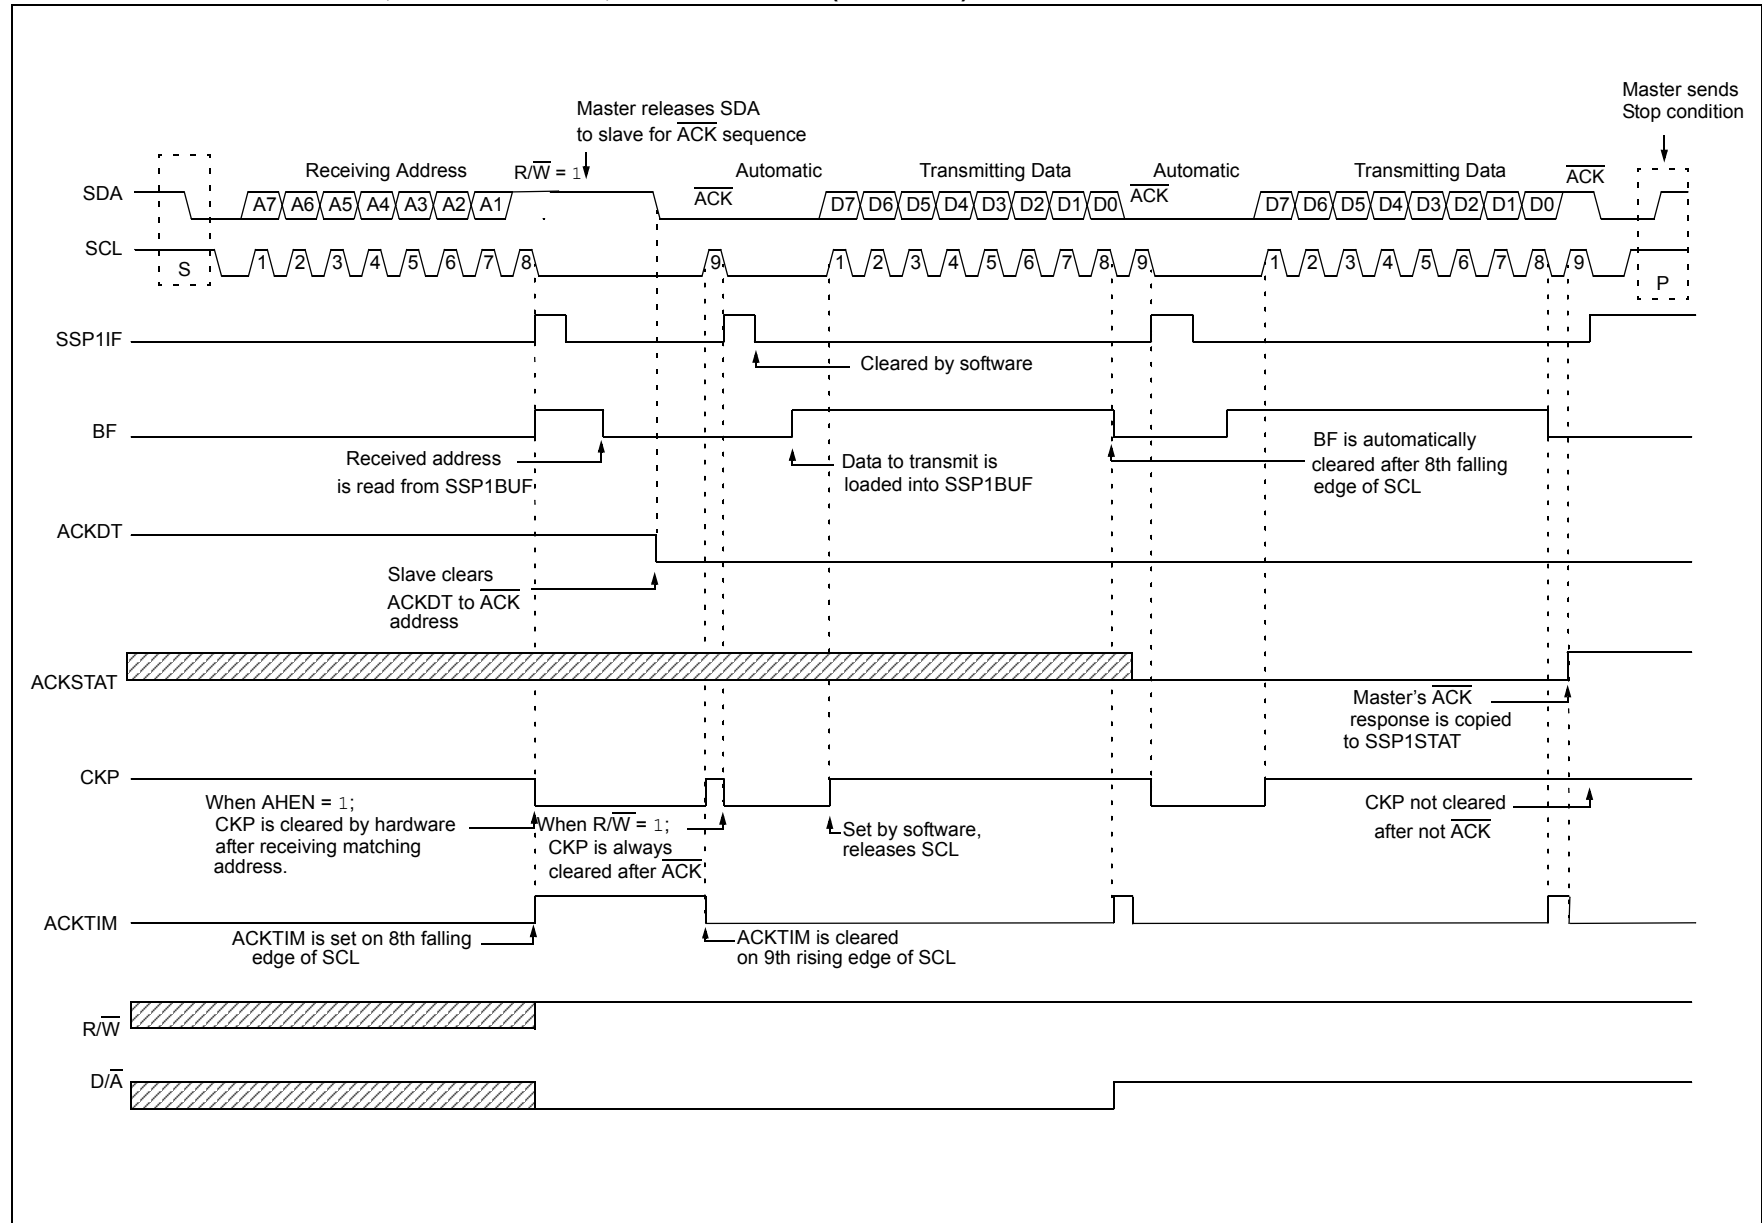 Master sends
Stop condition
Master releases SDA
to slave for ACK sequence
Receiving Address
R/W = 1
Automatic
Transmitting Data
Automatic
Transmitting Data
ACK
SDA
A7 A6 A5 A4 A3 A2 A1
ACK
D7 D6 D5 D4 D3 D2 D1 D0
ACK
D7 D6 D5 D4 D3 D2 D1 D0
SCL
S
1 2 3 4 5 6 7 8
9
1 2 3 4 5 6 7 8 9
1 2 3 4 5 6 7 8 9
P
SSP1IF
Cleared by software
BF
Received address
is read from SSP1BUF
Data to transmit is
loaded into SSP1BUF
BF is automatically
cleared after 8th falling
edge of SCL
ACKDT
Slave clears
ACKDT to ACK
address
ACKSTAT
Master’s ACK
response is copied
to SSP1STAT
CKP
When AHEN = 1;
CKP is cleared by hardware
after receiving matching
address.
When R/W = 1;
CKP is always
cleared after ACK
Set by software,
releases SCL
CKP not cleared
after not ACK
ACKTIM
ACKTIM is set on 8th falling
edge of SCL
ACKTIM is cleared
on 9th rising edge of SCL
R/W
D/A